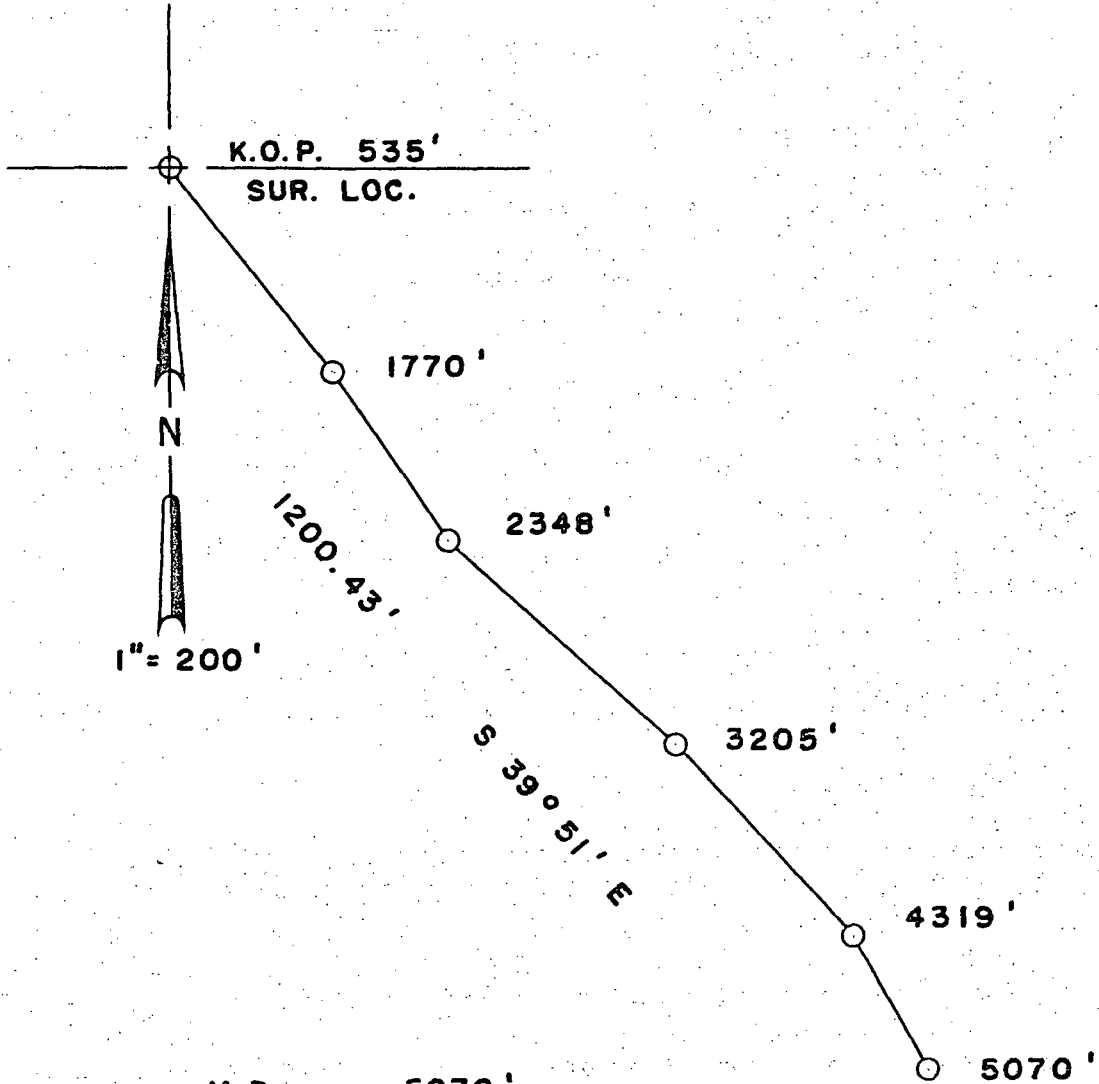 K.O.P. 535'
SUR. LOC.
1770'
N
2348'
1200.43'
1"= 200'
3205'
S 39° 51' E
4319'
5070'